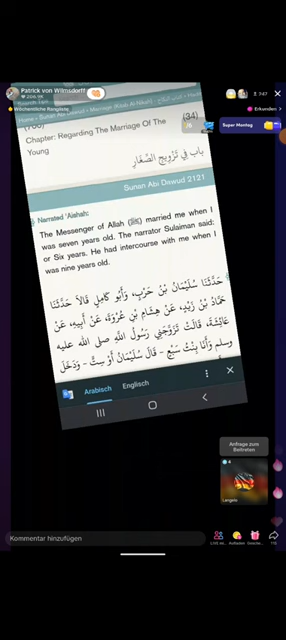 Patrick von Wilmsdorff
Wöchentliche Rangliste
Erkunden
Super Montag
(34)
Chapter: Regarding The Marriage Of The
Young
باب فِي تَزْوِيجِ الصِّغَارِ
Sunan Abi Dawud 2121
Narrated 'Aishah:
The Messenger of Allah (ﷺ) married me when I
was seven years old. The narrator Sulaiman said:
or Six years. He had intercourse with me when I
was nine years old.
حَدَّثَنَا سُلَيْمَانُ بْنُ حَرْبٍ، وَأَبُو كَامِلٍ قَالاَ حَدَّثَنَا
حَمَّادُ بْنُ زَيْدٍ، عَنْ هِشَامِ بْنِ عُرْوَةَ، عَنْ أَبِيهِ، عَنْ
عَائِشَةَ، قَالَتْ تَزَوَّجَنِي رَسُولُ اللَّهِ صلى الله عليه
وسلم وَأَنَا بِنْتُ سَبْعٍ - قَالَ سُلَيْمَانُ أَوْ سِتٍّ - وَدَخَلَ
Arabisch Englisch
Anfrage zum
Beitreten
Kommentar hinzufügen